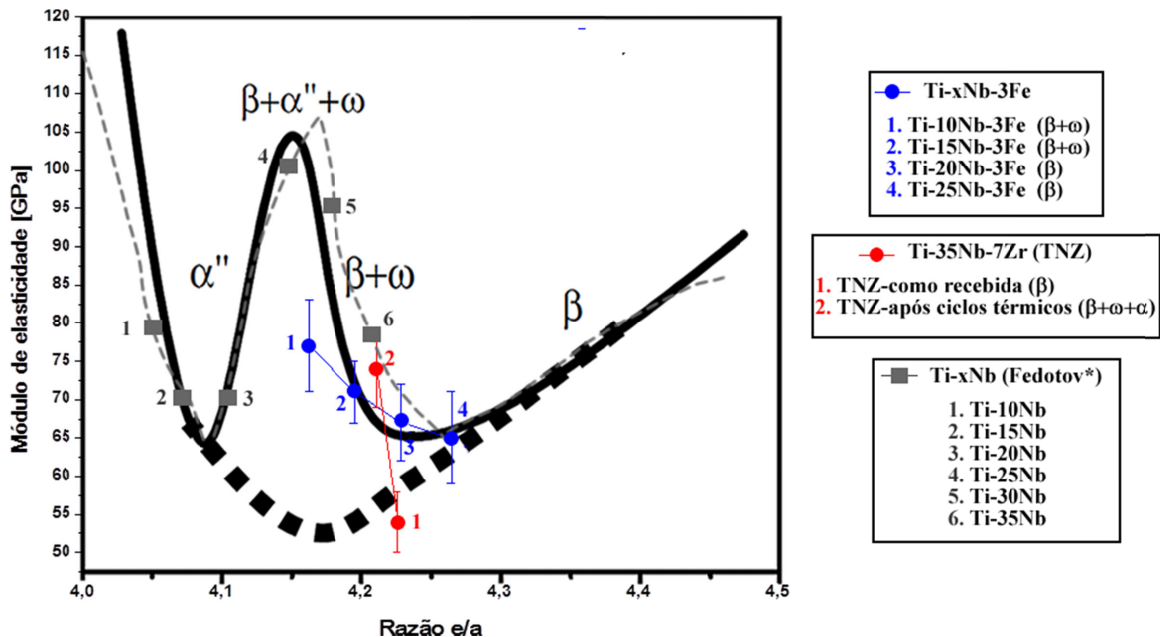 120
115
110
105
100
95
90
85
80
75
70
65
60
55
50
Módulo de elasticidade [GPa]
4,0
4,1
4,2
4,3
4,4
4,5
Razão e/a
α"
β+α"+ω
β+ω
β
1
2
3
4
5
6
1
2
3
4
2
1
Ti-xNb-3Fe
1. Ti-10Nb-3Fe (β+ω)
2. Ti-15Nb-3Fe (β+ω)
3. Ti-20Nb-3Fe (β)
4. Ti-25Nb-3Fe (β)
Ti-35Nb-7Zr (TNZ)
1. TNZ-como recebida (β)
2. TNZ-após ciclos térmicos (β+ω+α)
Ti-xNb (Fedotov*)
1. Ti-10Nb
2. Ti-15Nb
3. Ti-20Nb
4. Ti-25Nb
5. Ti-30Nb
6. Ti-35Nb